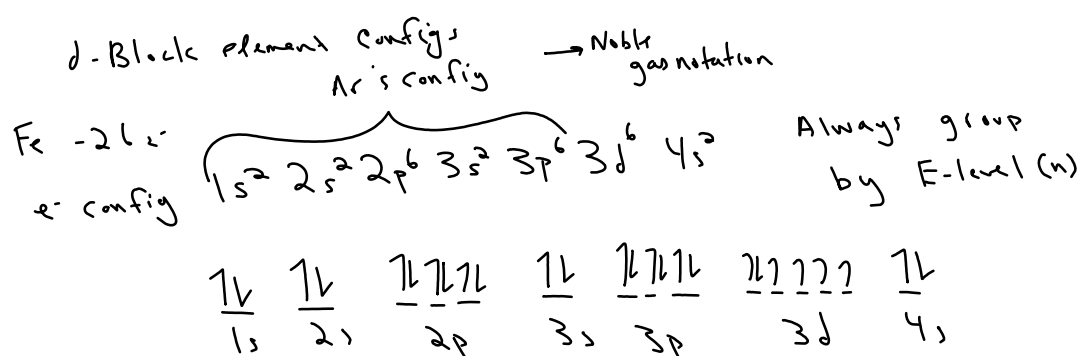 d-Block element configs → Noble
gas notation
Ar's config
Fe - 26 e⁻
1s² 2s² 2p⁶ 3s² 3p⁶ 3d⁶ 4s²
Always group
by E-level (n)
e⁻ config
1s 2s 2p 3s 3p 3d 4s